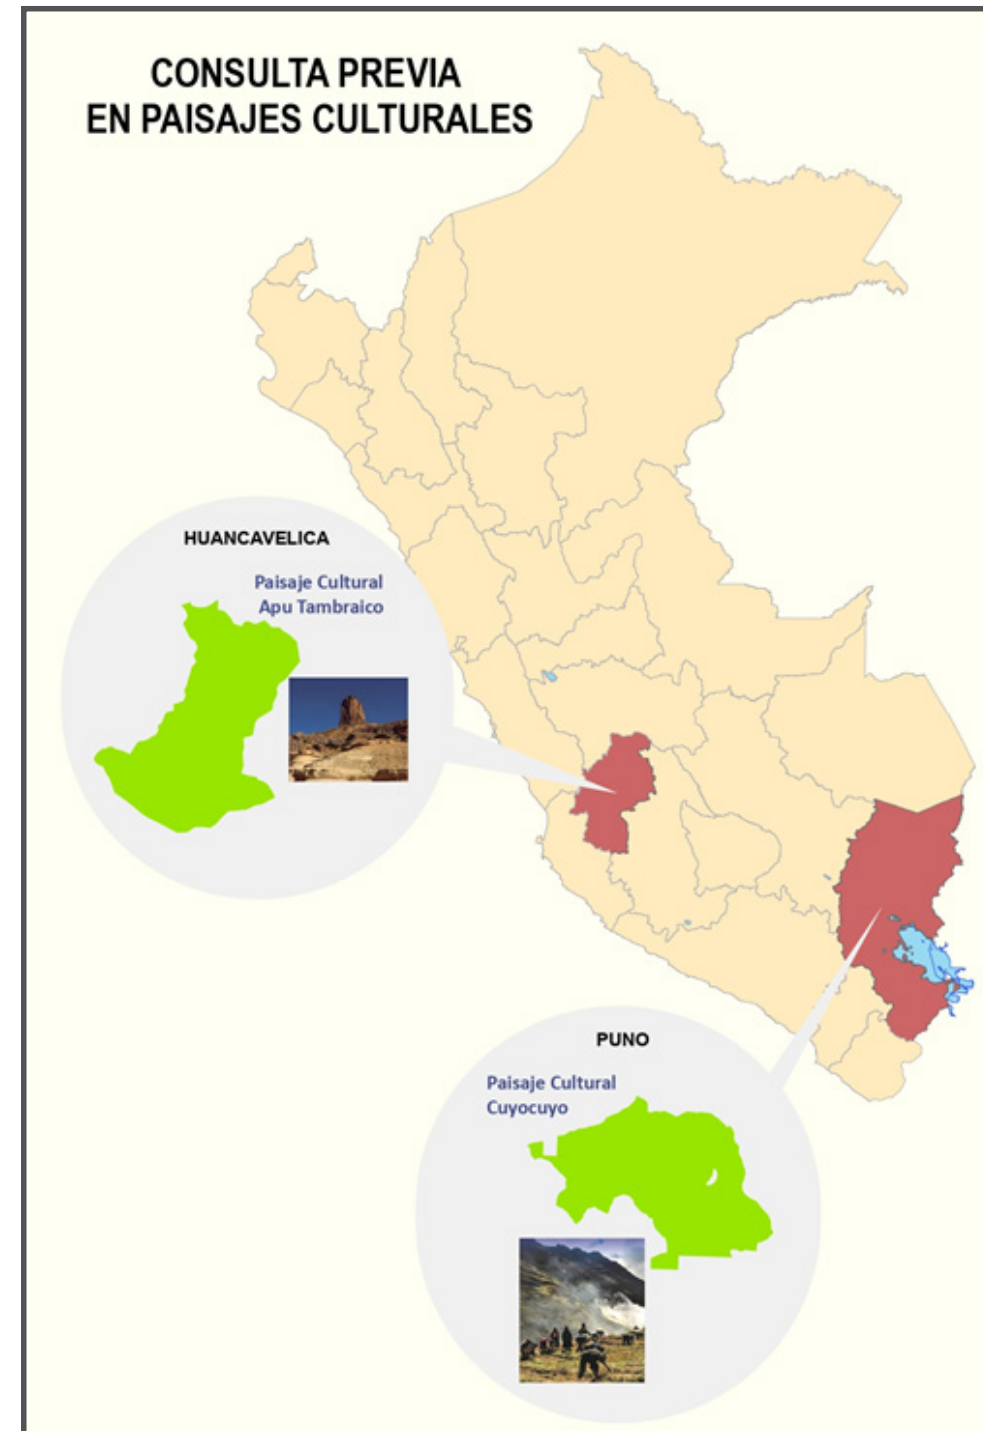 CONSULTA PREVIA
EN PAISAJES CULTURALES
HUANCAVELICA
Paisaje Cultural
Apu Tambraico
PUNO
Paisaje Cultural
Cuyocuyo